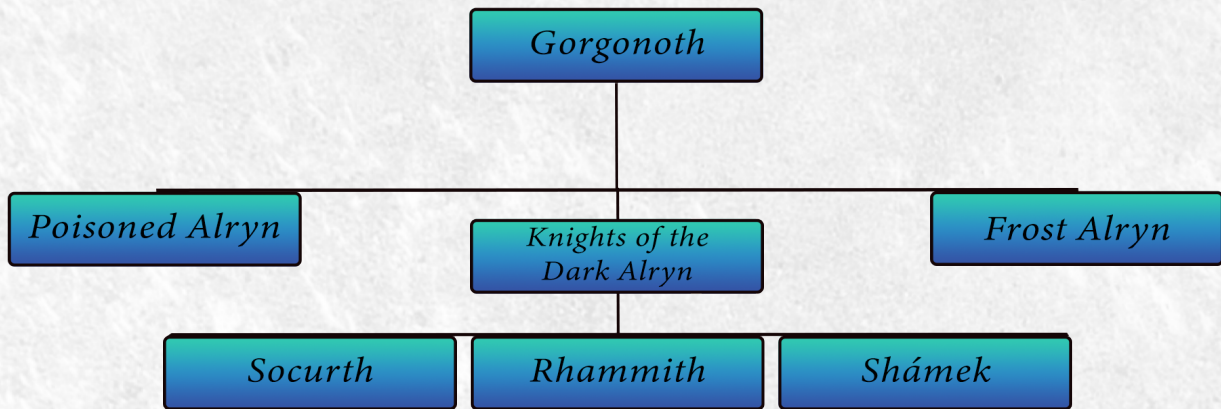 Gorgonoth
Poisoned Alryn
Knights of the
Dark Alryn
Frost Alryn
Socurth
Rhammith
Shámek